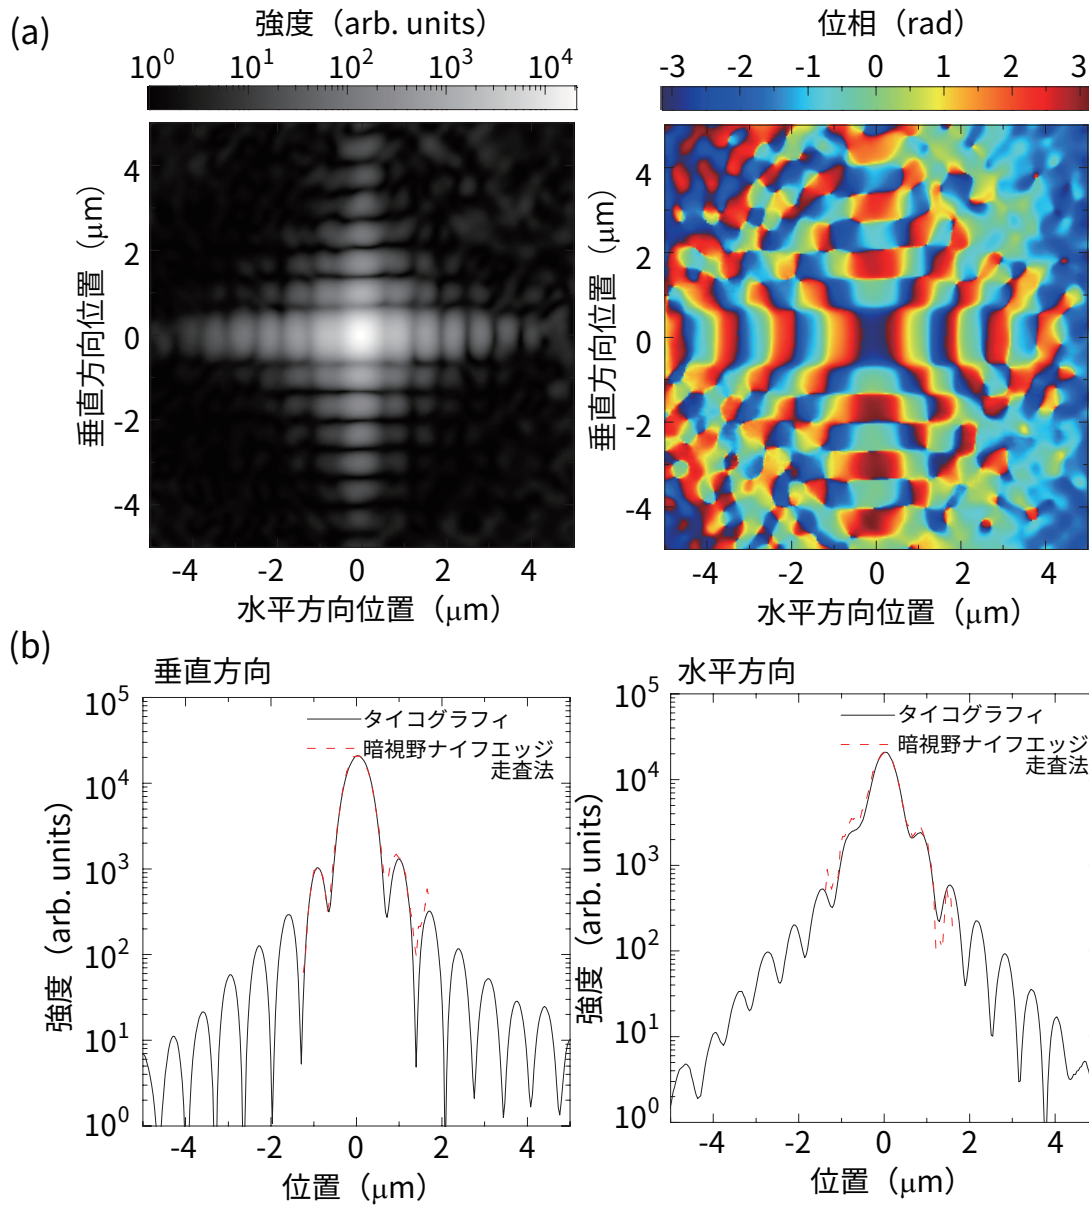 (a)
強度（arb. units）
10^0 10^1 10^2 10^3 10^4
垂直方向位置（μm）
4
2
0
-2
-4
-4 -2 0 2 4
水平方向位置（μm）
位相（rad）
-3 -2 -1 0 1 2 3
垂直方向位置（μm）
4
2
0
-2
-4
-4 -2 0 2 4
水平方向位置（μm）
(b)
垂直方向
タイコグラフィ
暗視野ナイフエッジ
走査法
強度（arb. units）
10^5
10^4
10^3
10^2
10^1
10^0
-4 -2 0 2 4
位置（μm）
水平方向
タイコグラフィ
暗視野ナイフエッジ
走査法
強度（arb. units）
10^5
10^4
10^3
10^2
10^1
10^0
-4 -2 0 2 4
位置（μm）